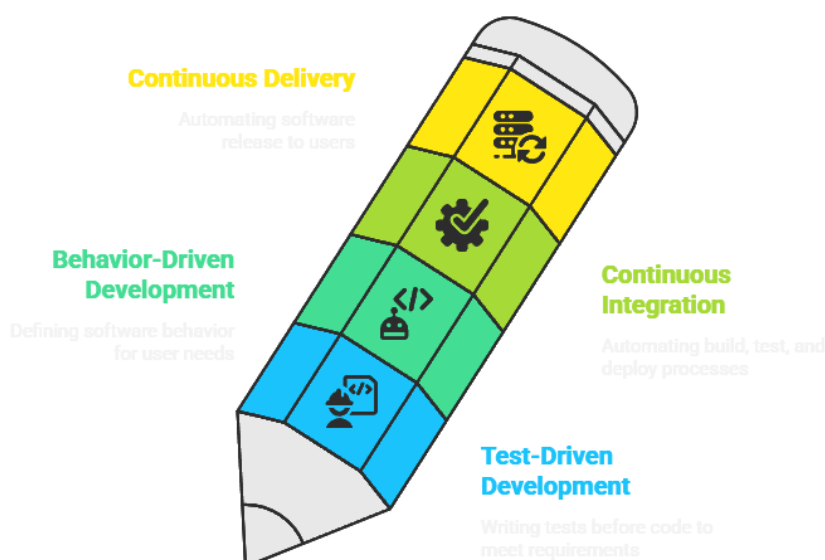 Continuous Delivery
Automating software
release to users
Behavior-Driven
Development
Defining software behavior
for user needs
Continuous
Integration
Automating build, test, and
deploy processes
Test-Driven
Development
Writing tests before code to
meet requirements